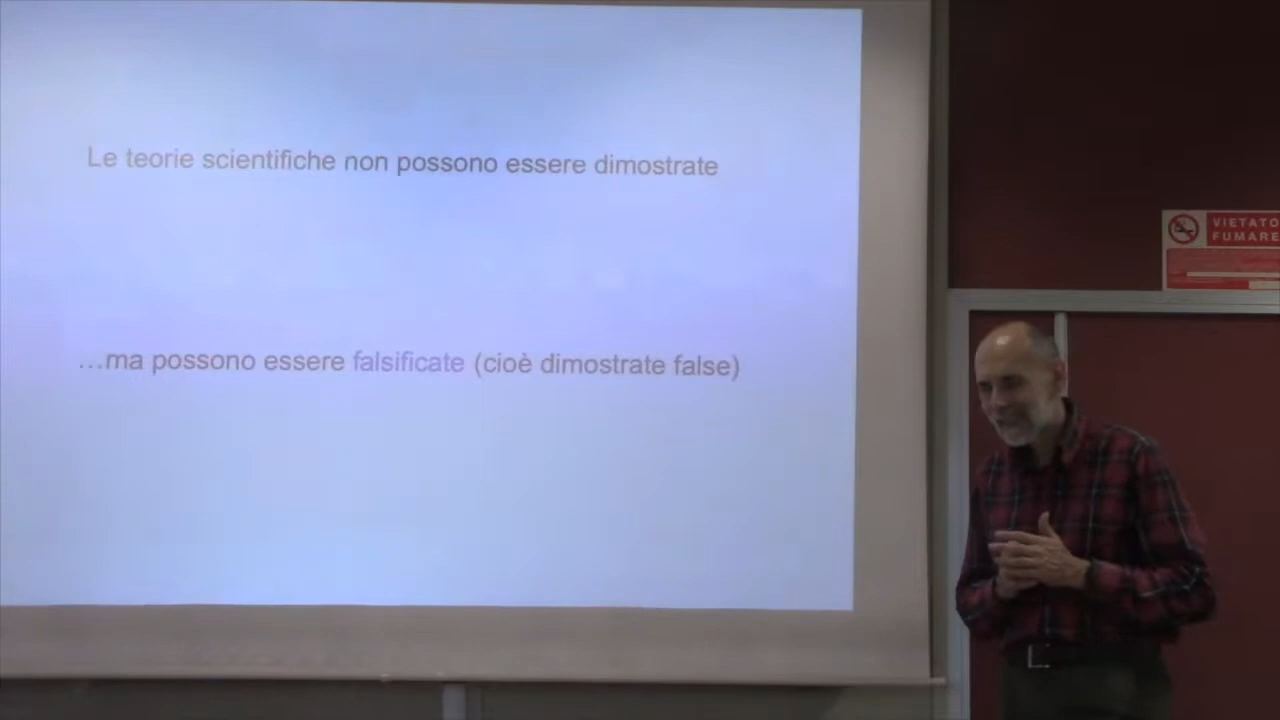 Le teorie scientifiche non possono essere dimostrate
…ma possono essere falsificate (cioè dimostrate false)
VIETATO
FUMARE